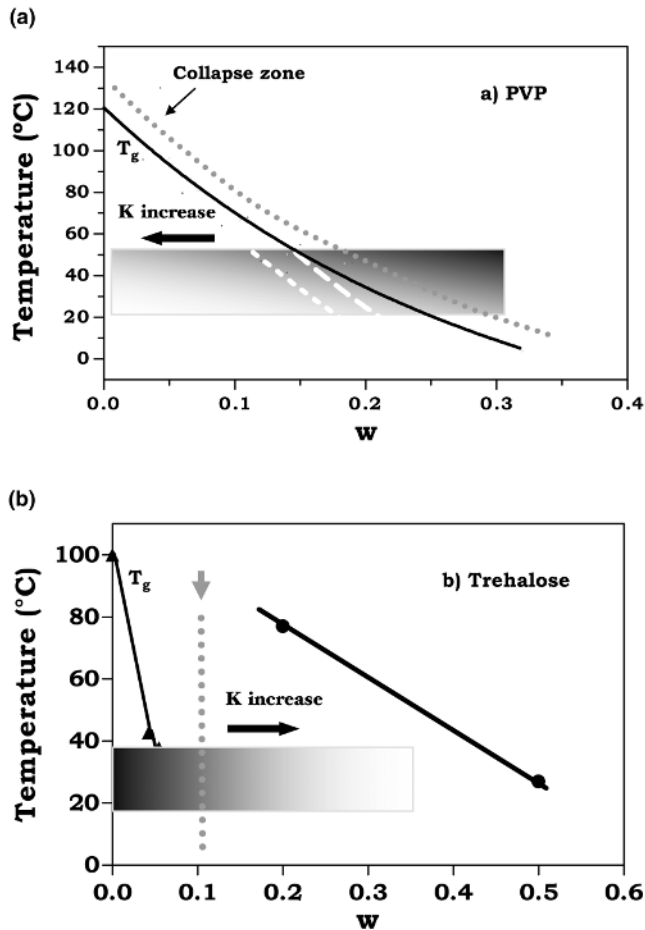 (a)
140
120
100
80
60
40
20
0
Temperature (ºC)
Collapse zone
a) PVP
Tg
K increase
0.0 0.1 0.2 0.3 0.4
w
(b)
100
80
60
40
20
0
Temperature (°C)
Tg
b) Trehalose
K increase
0.0 0.1 0.2 0.3 0.4 0.5 0.6
w